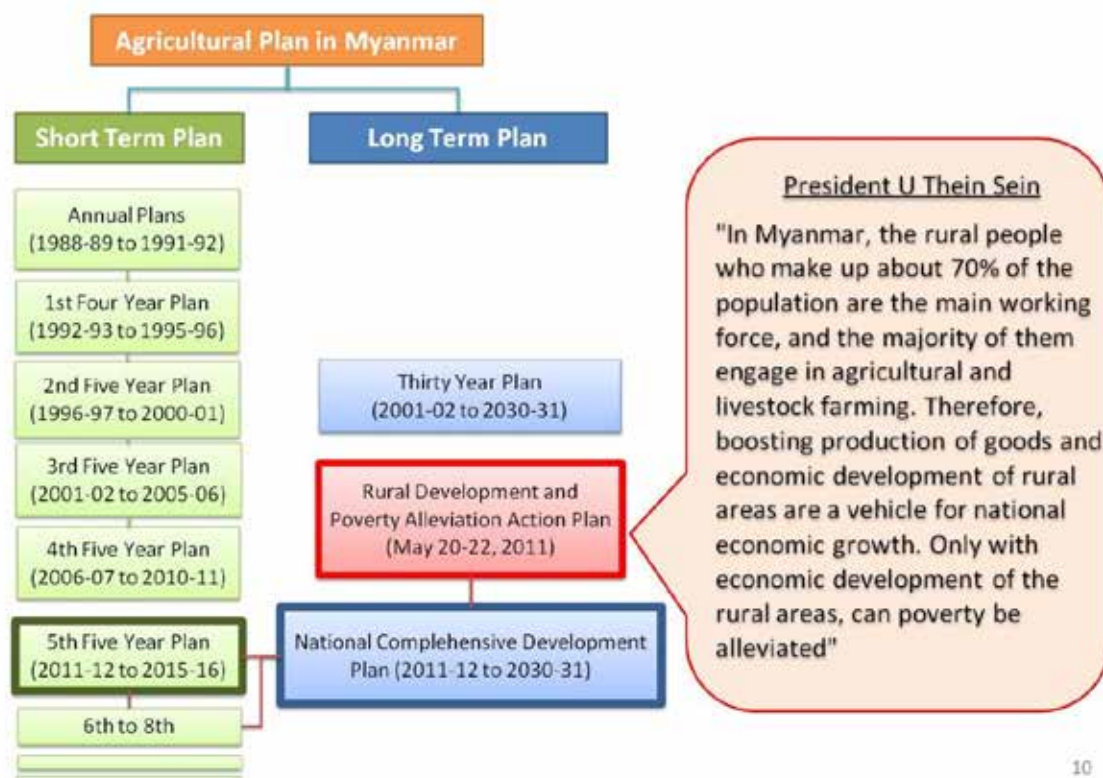 Agricultural Plan in Myanmar
Short Term Plan
Long Term Plan
Annual Plans
(1988-89 to 1991-92)
1st Four Year Plan
(1992-93 to 1995-96)
2nd Five Year Plan
(1996-97 to 2000-01)
3rd Five Year Plan
(2001-02 to 2005-06)
4th Five Year Plan
(2006-07 to 2010-11)
5th Five Year Plan
(2011-12 to 2015-16)
6th to 8th
Thirty Year Plan
(2001-02 to 2030-31)
Rural Development and
Poverty Alleviation Action Plan
(May 20-22, 2011)
National Complehensive Development
Plan (2011-12 to 2030-31)
President U Thein Sein
"In Myanmar, the rural people
who make up about 70% of the
population are the main working
force, and the majority of them
engage in agricultural and
livestock farming. Therefore,
boosting production of goods and
economic development of rural
areas are a vehicle for national
economic growth. Only with
economic development of the
rural areas, can poverty be
alleviated"
10